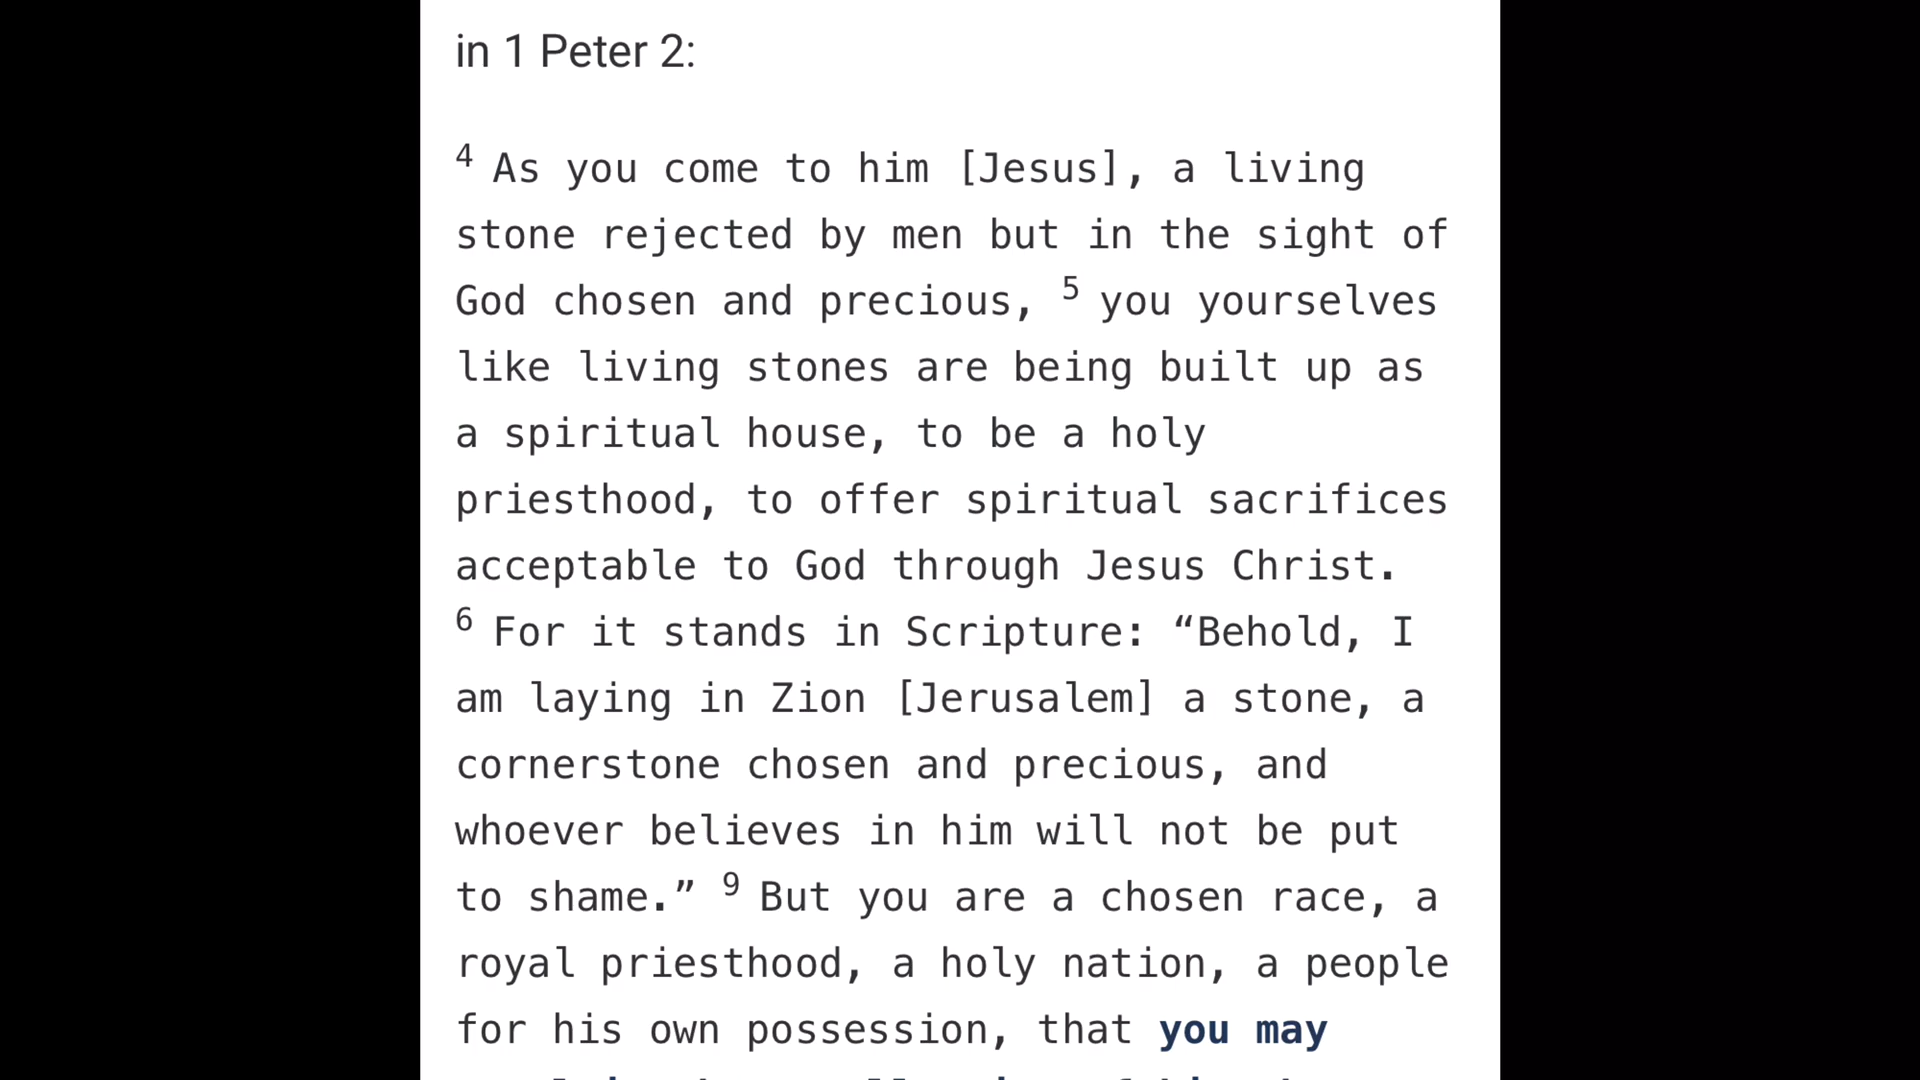 in 1 Peter 2:
4 As you come to him [Jesus], a living
stone rejected by men but in the sight of
God chosen and precious, 5 you yourselves
like living stones are being built up as
a spiritual house, to be a holy
priesthood, to offer spiritual sacrifices
acceptable to God through Jesus Christ.
6 For it stands in Scripture: “Behold, I
am laying in Zion [Jerusalem] a stone, a
cornerstone chosen and precious, and
whoever believes in him will not be put
to shame.” 9 But you are a chosen race, a
royal priesthood, a holy nation, a people
for his own possession, that you may